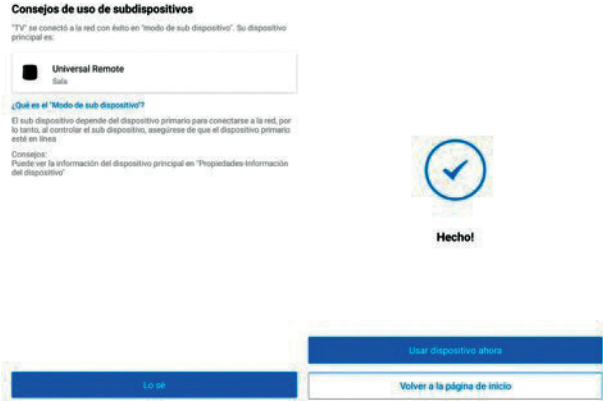 Consejos de uso de subdispositivos
"TV" se conectó a la red con éxito en "modo de sub dispositivo". Su dispositivo
principal es:
Universal Remote
Sala
¿Qué es el "Modo de sub dispositivo"?
El sub dispositivo depende del dispositivo primario para conectarse a la red, por
lo tanto, al controlar el sub dispositivo, asegúrese de que el dispositivo primario
esté en línea
Consejos:
Puede ver la información del dispositivo principal en "Propiedades-Información
del dispositivo"
Lo sé
Hecho!
Usar dispositivo ahora
Volver a la página de inicio